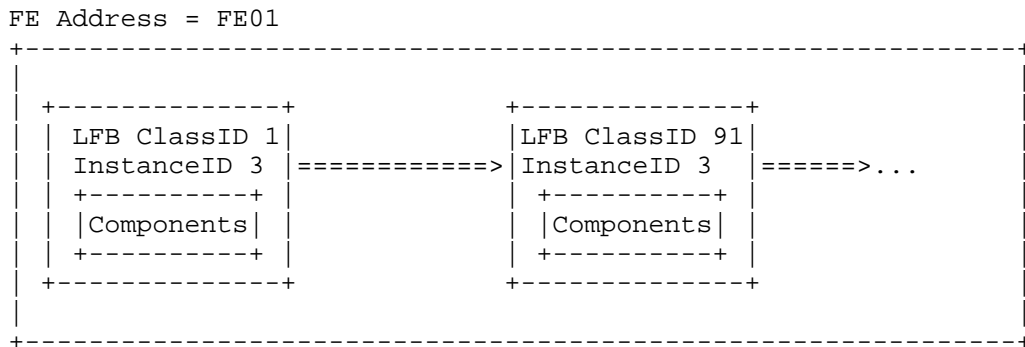 FE Address = FE01
+--------------------------------------------------------------+
|                                                              |
| +--------------+              +--------------+               |
| | LFB ClassID 1|              |LFB ClassID 91|               |
| | InstanceID 3 |============>|InstanceID 3  |======>...     |
| | +----------+ |              | +----------+ |               |
| | |Components| |              | |Components| |               |
| | +----------+ |              | +----------+ |               |
| +--------------+              +--------------+               |
|                                                              |
+--------------------------------------------------------------+